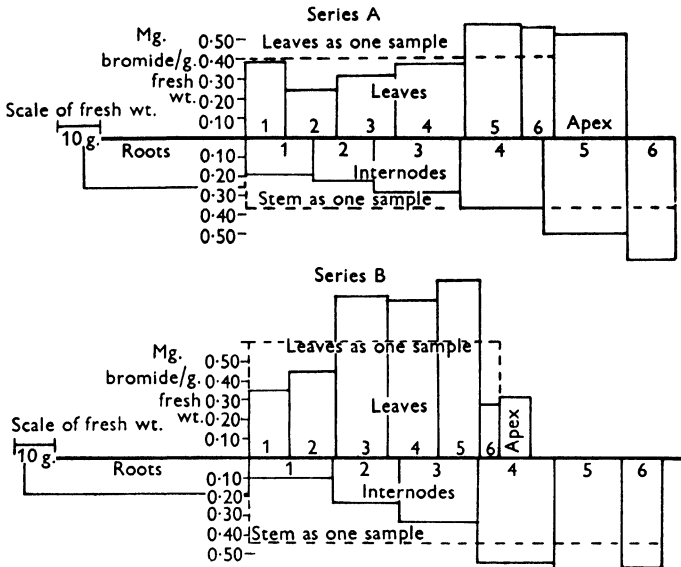 Series A
Mg.
bromide/g.
fresh
wt.
0·50
0·40
0·30
0·20
0·10
Leaves as one sample
Leaves
1 2 3 4 5 6 Apex
Scale of fresh wt.
10 g.
Roots
0·10
0·20
0·30
0·40
0·50
1 2 3 4 5 6
Internodes
Stem as one sample
Series B
Mg.
bromide/g.
fresh
wt.
0·50
0·40
0·30
0·20
0·10
Leaves as one sample
Leaves
1 2 3 4 5 6 Apex
Scale of fresh wt.
10 g.
Roots
0·10
0·20
0·30
0·40
0·50
1 2 3 4 5 6
Internodes
Stem as one sample